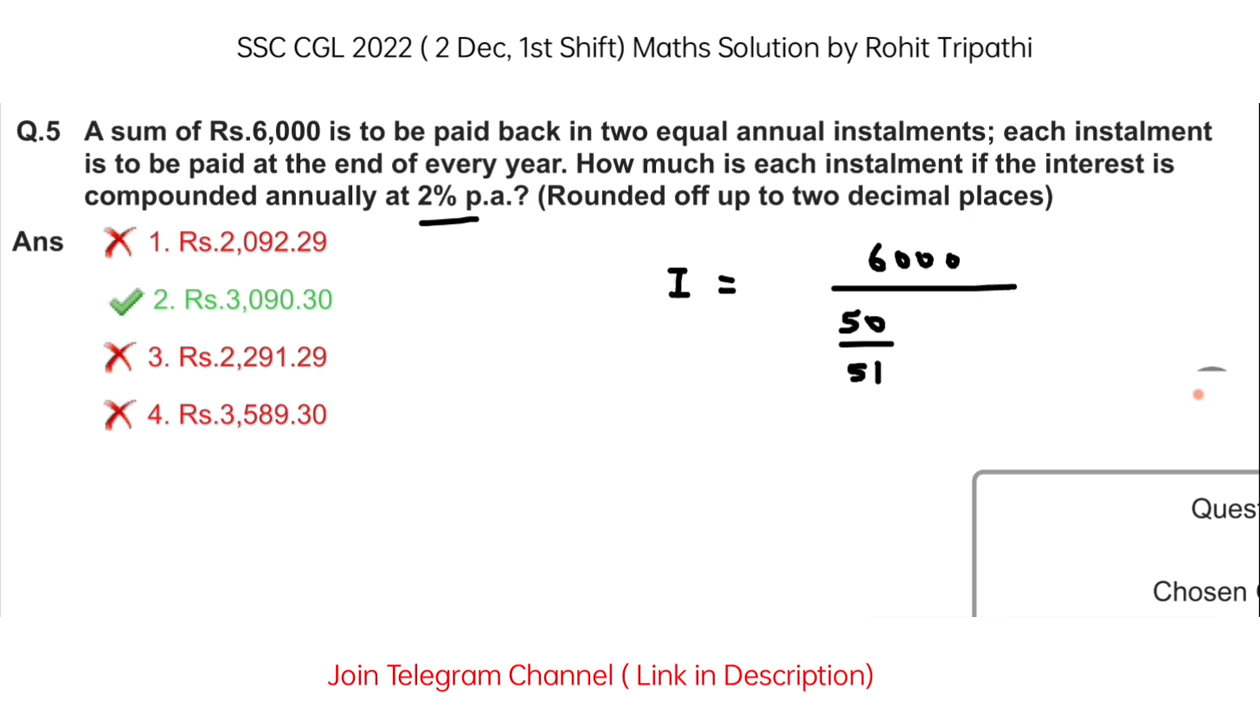 SSC CGL 2022 ( 2 Dec, 1st Shift) Maths Solution by Rohit Tripathi
Q.5 A sum of Rs.6,000 is to be paid back in two equal annual instalments; each instalment
is to be paid at the end of every year. How much is each instalment if the interest is
compounded annually at 2% p.a.? (Rounded off up to two decimal places)
Ans 1. Rs.2,092.29
2. Rs.3,090.30
3. Rs.2,291.29
4. Rs.3,589.30
I =
6000
50
51
Ques
Chosen
Join Telegram Channel ( Link in Description)